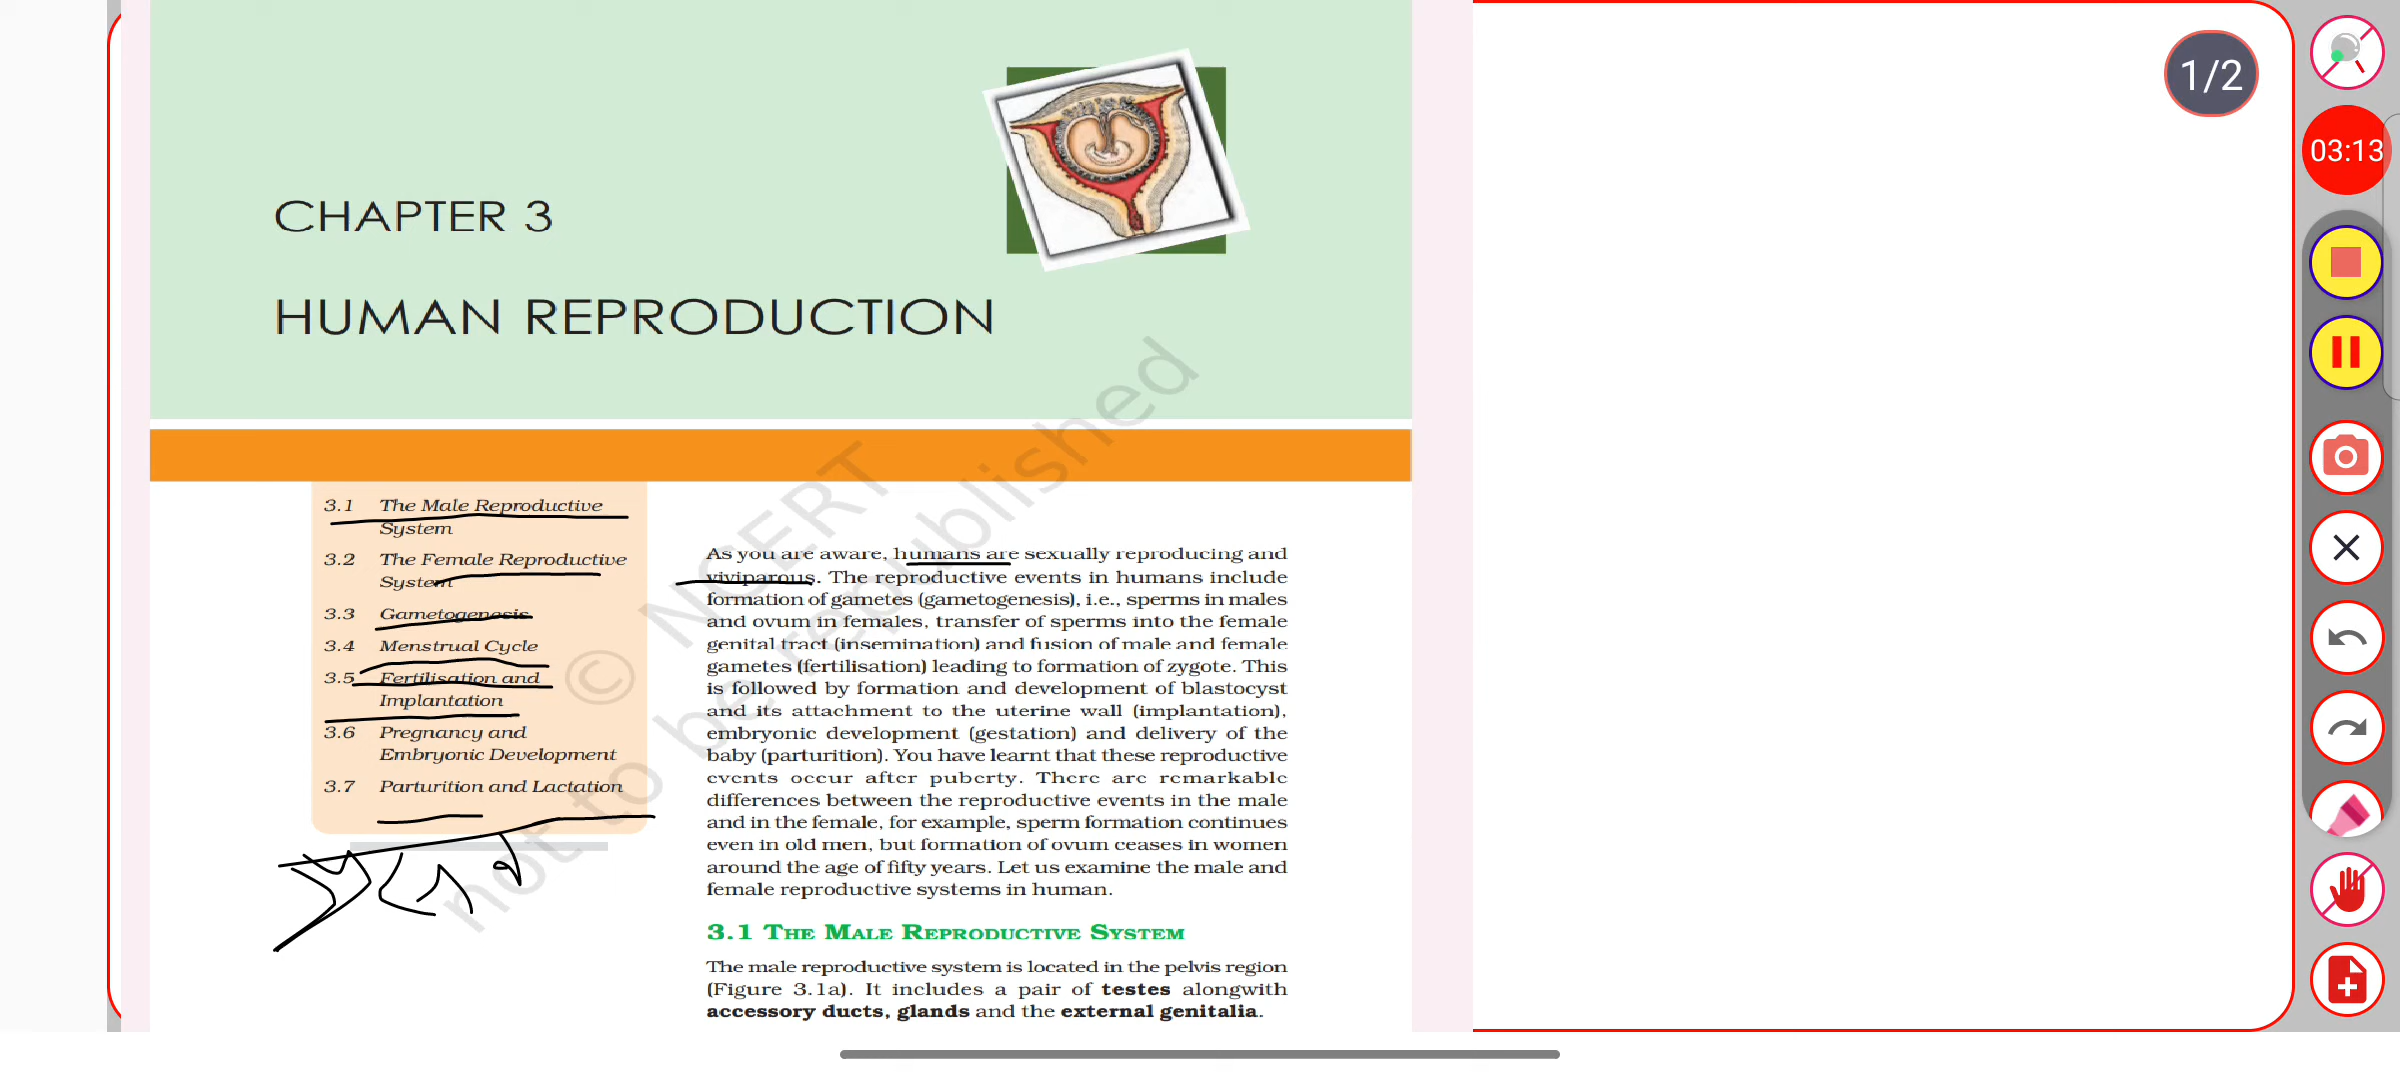 1/2
03:13
CHAPTER 3
HUMAN REPRODUCTION
3.1 The Male Reproductive
System
3.2 The Female Reproductive
System
3.3 Gametogenesis
3.4 Menstrual Cycle
3.5 Fertilisation and
Implantation
3.6 Pregnancy and
Embryonic Development
3.7 Parturition and Lactation
As you are aware, humans are sexually reproducing and
viviparous. The reproductive events in humans include
formation of gametes (gametogenesis), i.e., sperms in males
and ovum in females, transfer of sperms into the female
genital tract (insemination) and fusion of male and female
gametes (fertilisation) leading to formation of zygote. This
is followed by formation and development of blastocyst
and its attachment to the uterine wall (implantation),
embryonic development (gestation) and delivery of the
baby (parturition). You have learnt that these reproductive
events occur after puberty. There are remarkable
differences between the reproductive events in the male
and in the female, for example, sperm formation continues
even in old men, but formation of ovum ceases in women
around the age of fifty years. Let us examine the male and
female reproductive systems in human.
3.1 THE MALE REPRODUCTIVE SYSTEM
The male reproductive system is located in the pelvis region
(Figure 3.1a). It includes a pair of testes alongwith
accessory ducts, glands and the external genitalia.
© NCERT
not to be republished